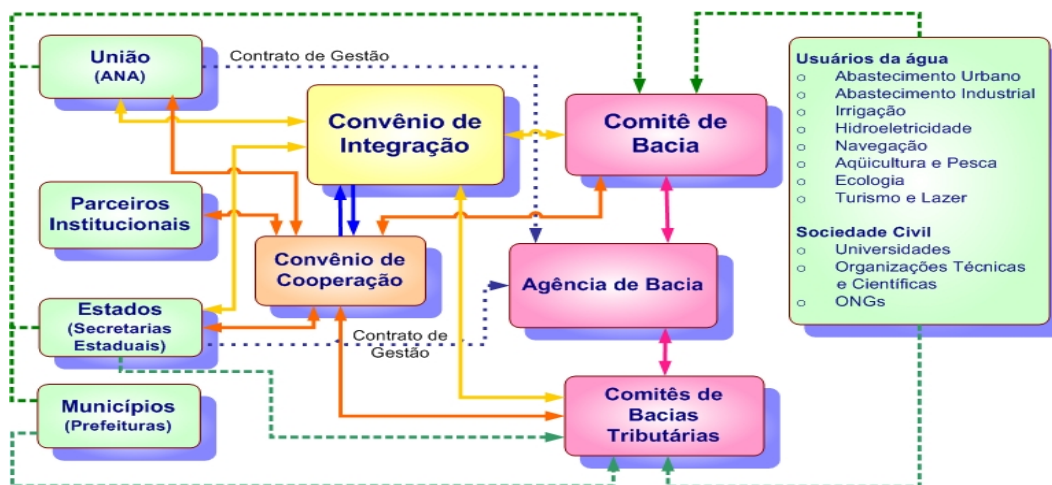 União
(ANA)
Contrato de Gestão
Convênio de
Integração
Comitê de
Bacia
Usuários da água
o Abastecimento Urbano
o Abastecimento Industrial
o Irrigação
o Hidroeletricidade
o Navegação
o Aqüicultura e Pesca
o Ecologia
o Turismo e Lazer
Sociedade Civil
o Universidades
o Organizações Técnicas
e Científicas
o ONGs
Parceiros
Institucionais
Convênio de
Cooperação
Agência de Bacia
Estados
(Secretarias
Estaduais)
Contrato de
Gestão
Comitês de
Bacias
Tributárias
Municípios
(Prefeituras)